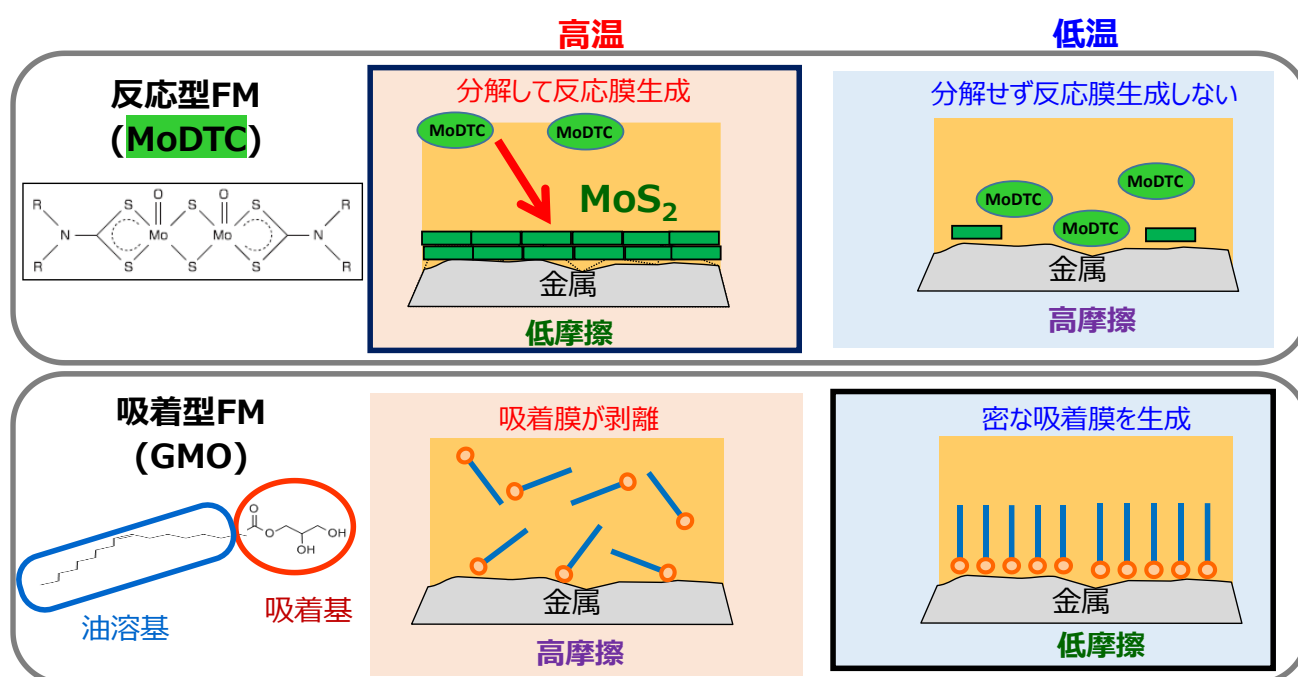 高温
低温
反応型FM
(MoDTC)
R
R
N
S
S
O
Mo
S
S
O
Mo
S
S
N
R
R
分解して反応膜生成
MoDTC
MoDTC
MoS₂
金属
低摩擦
分解せず反応膜生成しない
MoDTC
MoDTC
MoDTC
金属
高摩擦
吸着型FM
(GMO)
O
O
OH
OH
油溶基
吸着基
吸着膜が剥離
金属
高摩擦
密な吸着膜を生成
金属
低摩擦